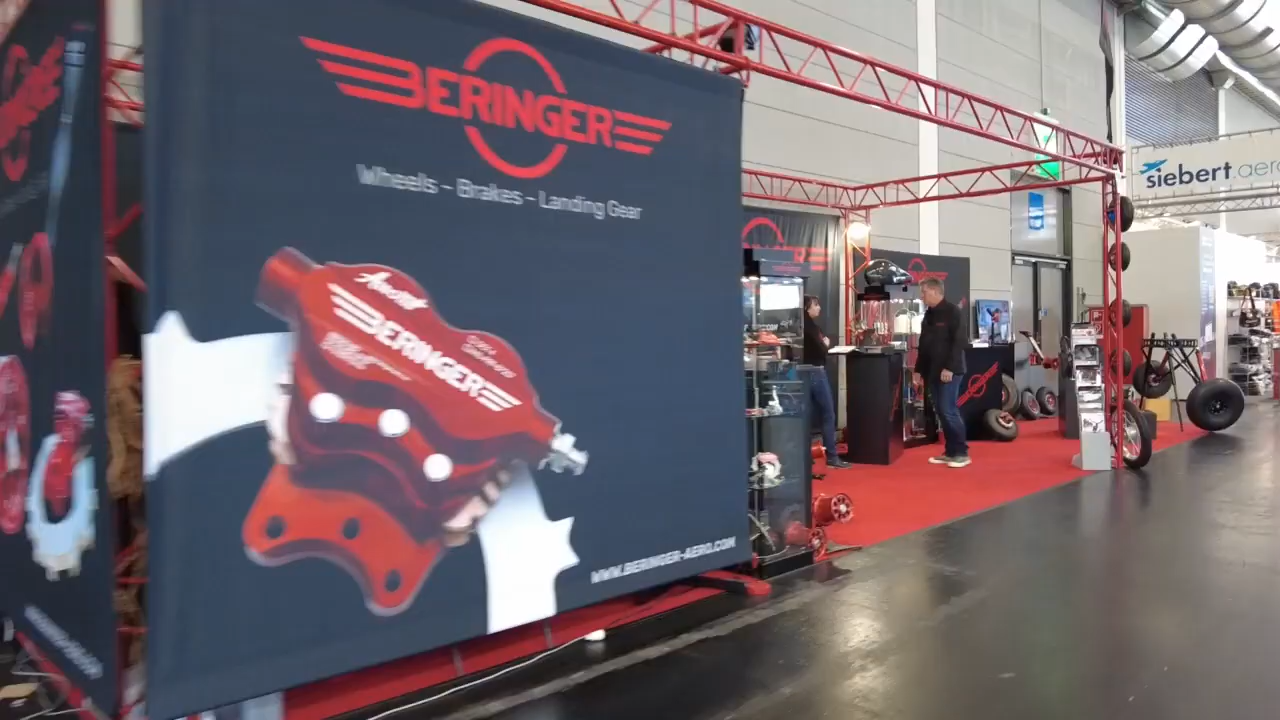 BERINGER
Wheels - Brakes - Landing Gear
BERINGER
WWW.BERINGER-AERO.COM
siebert.aero